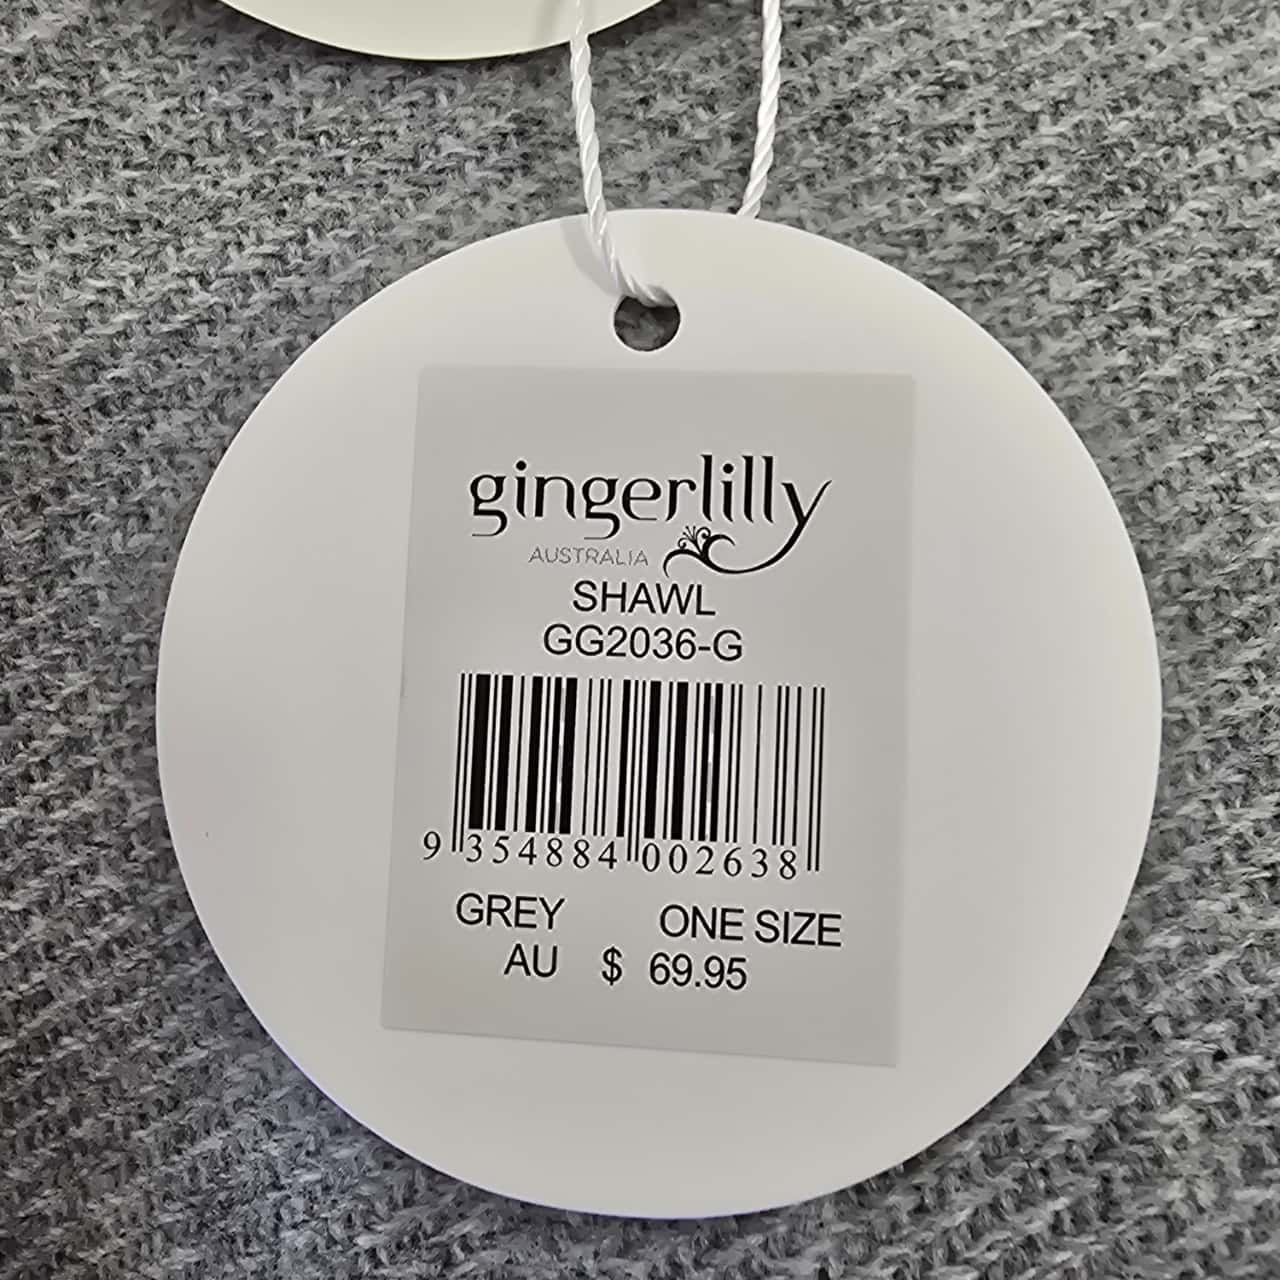 gingerlilly
AUSTRALIA
SHAWL
GG2036-G
9 354884 002638
GREY ONE SIZE
AU $ 69.95